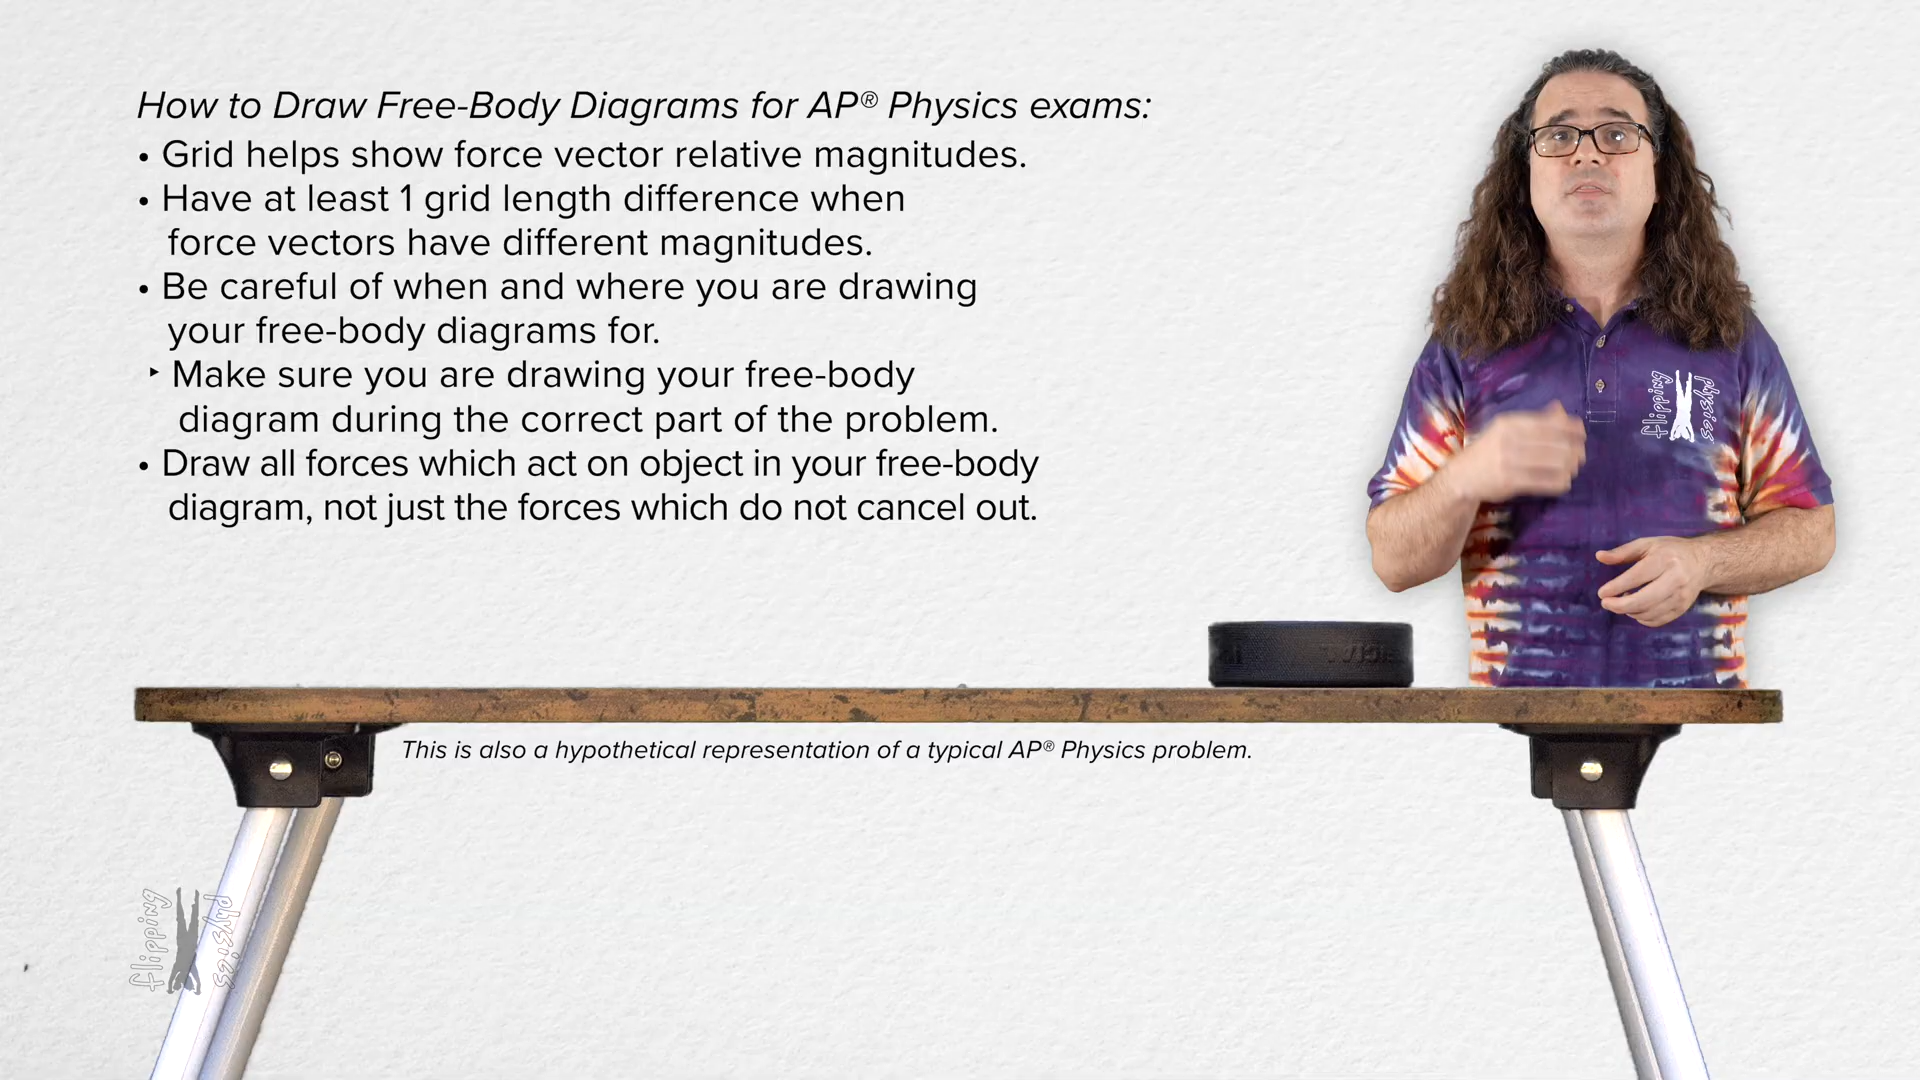 How to Draw Free-Body Diagrams for AP® Physics exams:
• Grid helps show force vector relative magnitudes.
• Have at least 1 grid length difference when
force vectors have different magnitudes.
• Be careful of when and where you are drawing
your free-body diagrams for.
‣ Make sure you are drawing your free-body
diagram during the correct part of the problem.
• Draw all forces which act on object in your free-body
diagram, not just the forces which do not cancel out.
flipping
physics
This is also a hypothetical representation of a typical AP® Physics problem.
flipping
physics